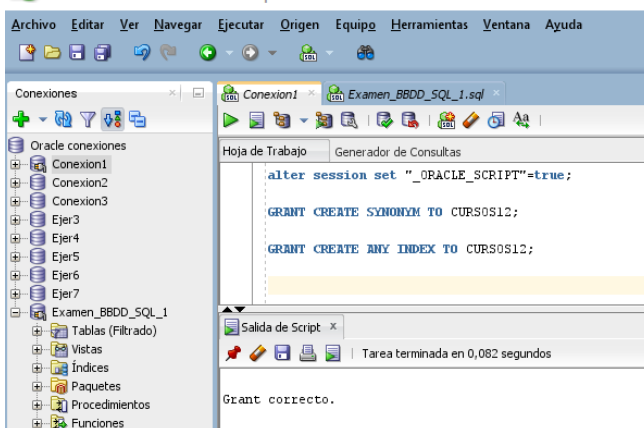 Archivo Editar Ver Navegar Ejecutar Origen Equipo Herramientas Ventana Ayuda
Conexiones
Conexion1
Examen_BBDD_SQL_1.sql
Oracle conexiones
Conexion1
Conexion2
Conexion3
Ejer3
Ejer4
Ejer5
Ejer6
Ejer7
Examen_BBDD_SQL_1
Tablas (Filtrado)
Vistas
Índices
Paquetes
Procedimientos
Funciones
Hoja de Trabajo Generador de Consultas
alter session set "_ORACLE_SCRIPT"=true;
GRANT CREATE SYNONYM TO CURSOS12;
GRANT CREATE ANY INDEX TO CURSOS12;
Salida de Script x
Tarea terminada en 0,082 segundos
Grant correcto.